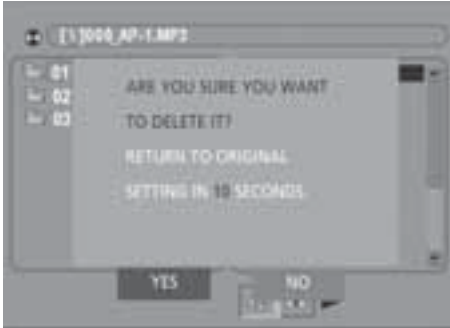 [\]000_AP-1.MP3
01
02
03
ARE YOU SURE YOU WANT
TO DELETE IT?
RETURN TO ORIGINAL
SETTING IN 10 SECONDS.
YES
NO